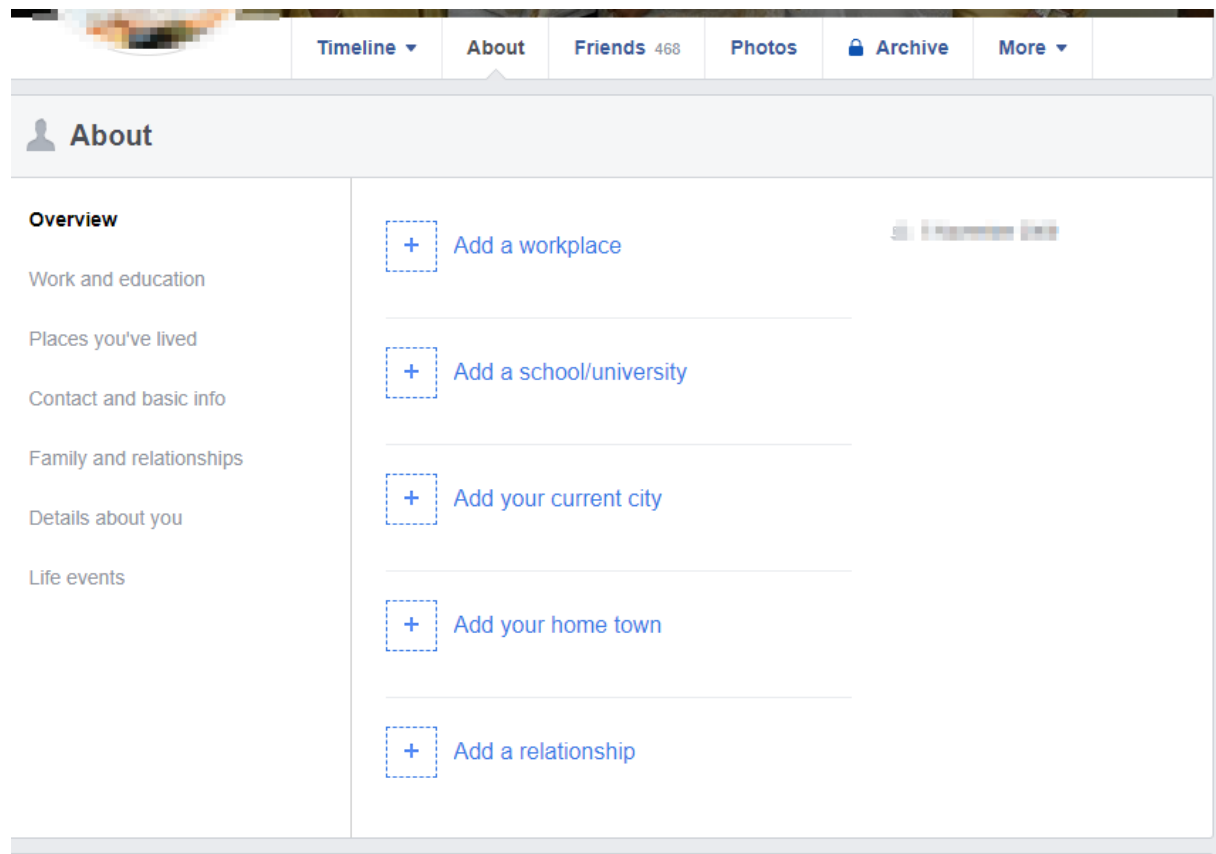 Timeline About Friends 468 Photos Archive More
About
Overview
Work and education
Places you've lived
Contact and basic info
Family and relationships
Details about you
Life events
Add a workplace
Add a school/university
Add your current city
Add your home town
Add a relationship